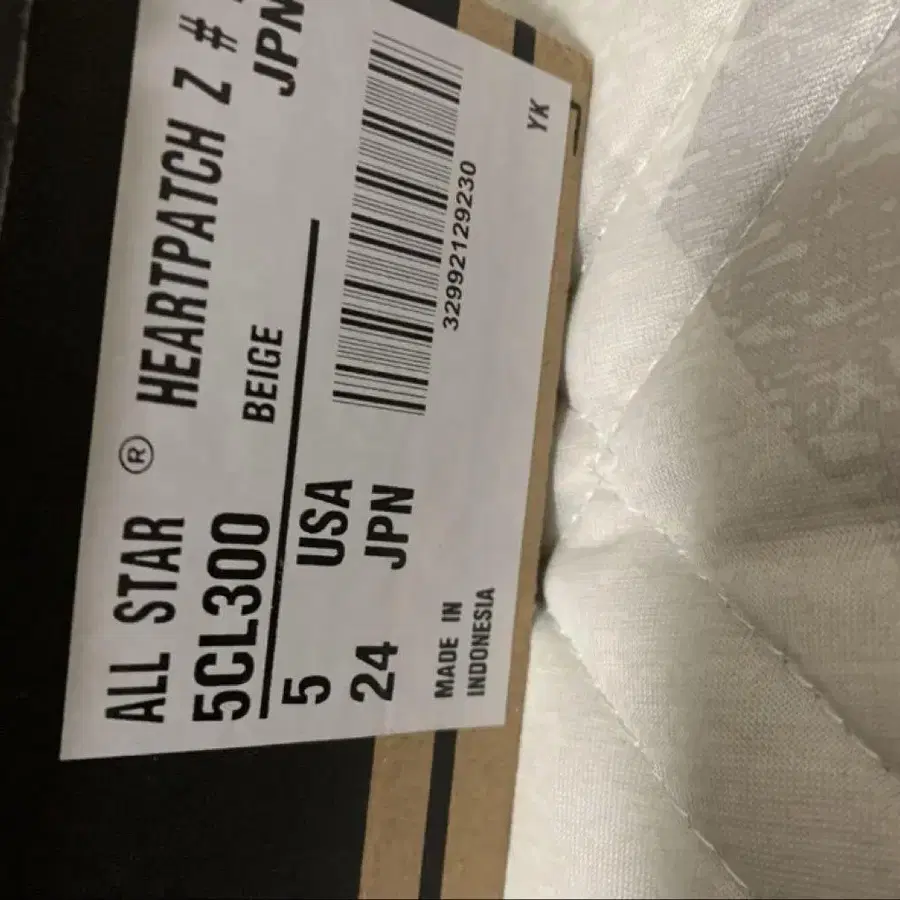 ALL STAR ® HEARTPATCH Z #
5CL300 BEIGE JPN
5 USA
24 JPN
32992129230
MADE IN
INDONESIA
YK